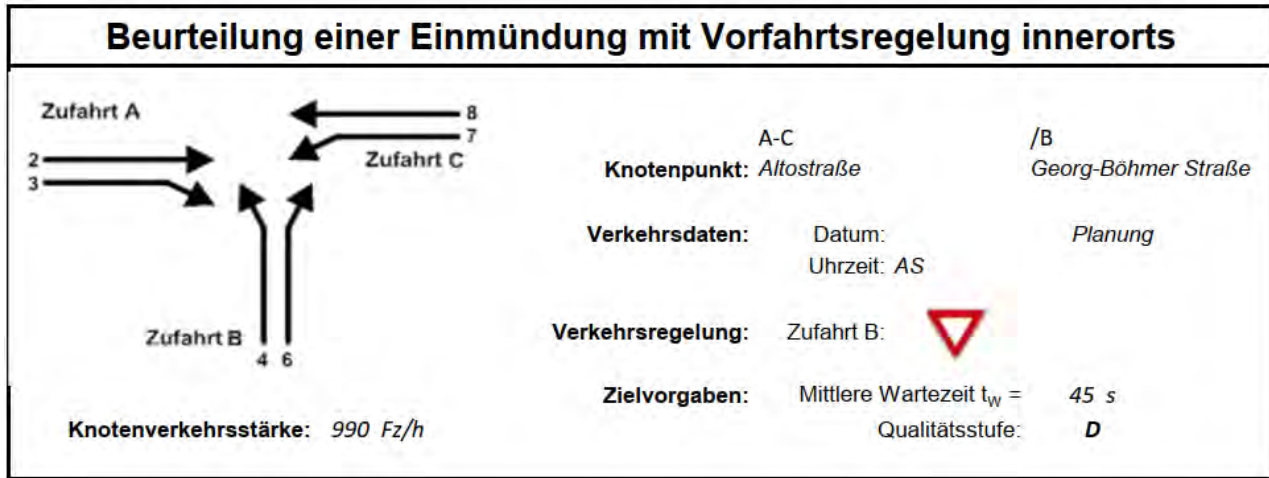 Beurteilung einer Einmündung mit Vorfahrtsregelung innerorts
Zufahrt A
8
7
Zufahrt C
2
3
Zufahrt B
4 6
Knotenverkehrsstärke: 990 Fz/h
A-C /B
Knotenpunkt: Altostraße Georg-Böhmer Straße
Verkehrsdaten: Datum: Planung
Uhrzeit: AS
Verkehrsregelung: Zufahrt B:
Zielvorgaben: Mittlere Wartezeit tw = 45 s
Qualitätsstufe: D